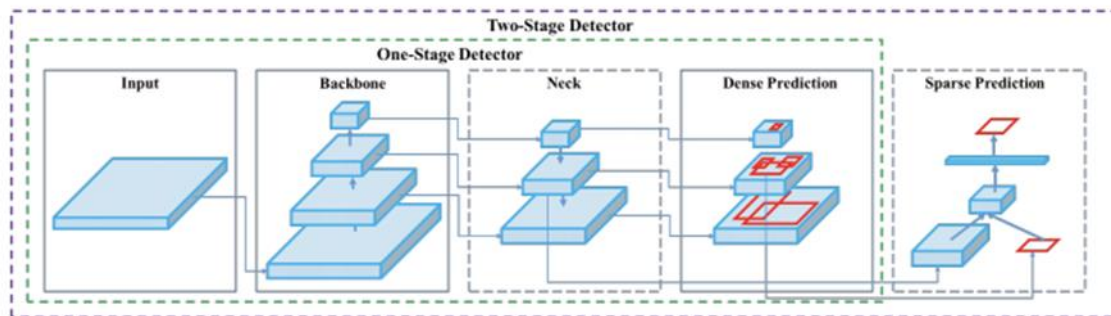 Two-Stage Detector
One-Stage Detector
Input
Backbone
Neck
Dense Prediction
Sparse Prediction